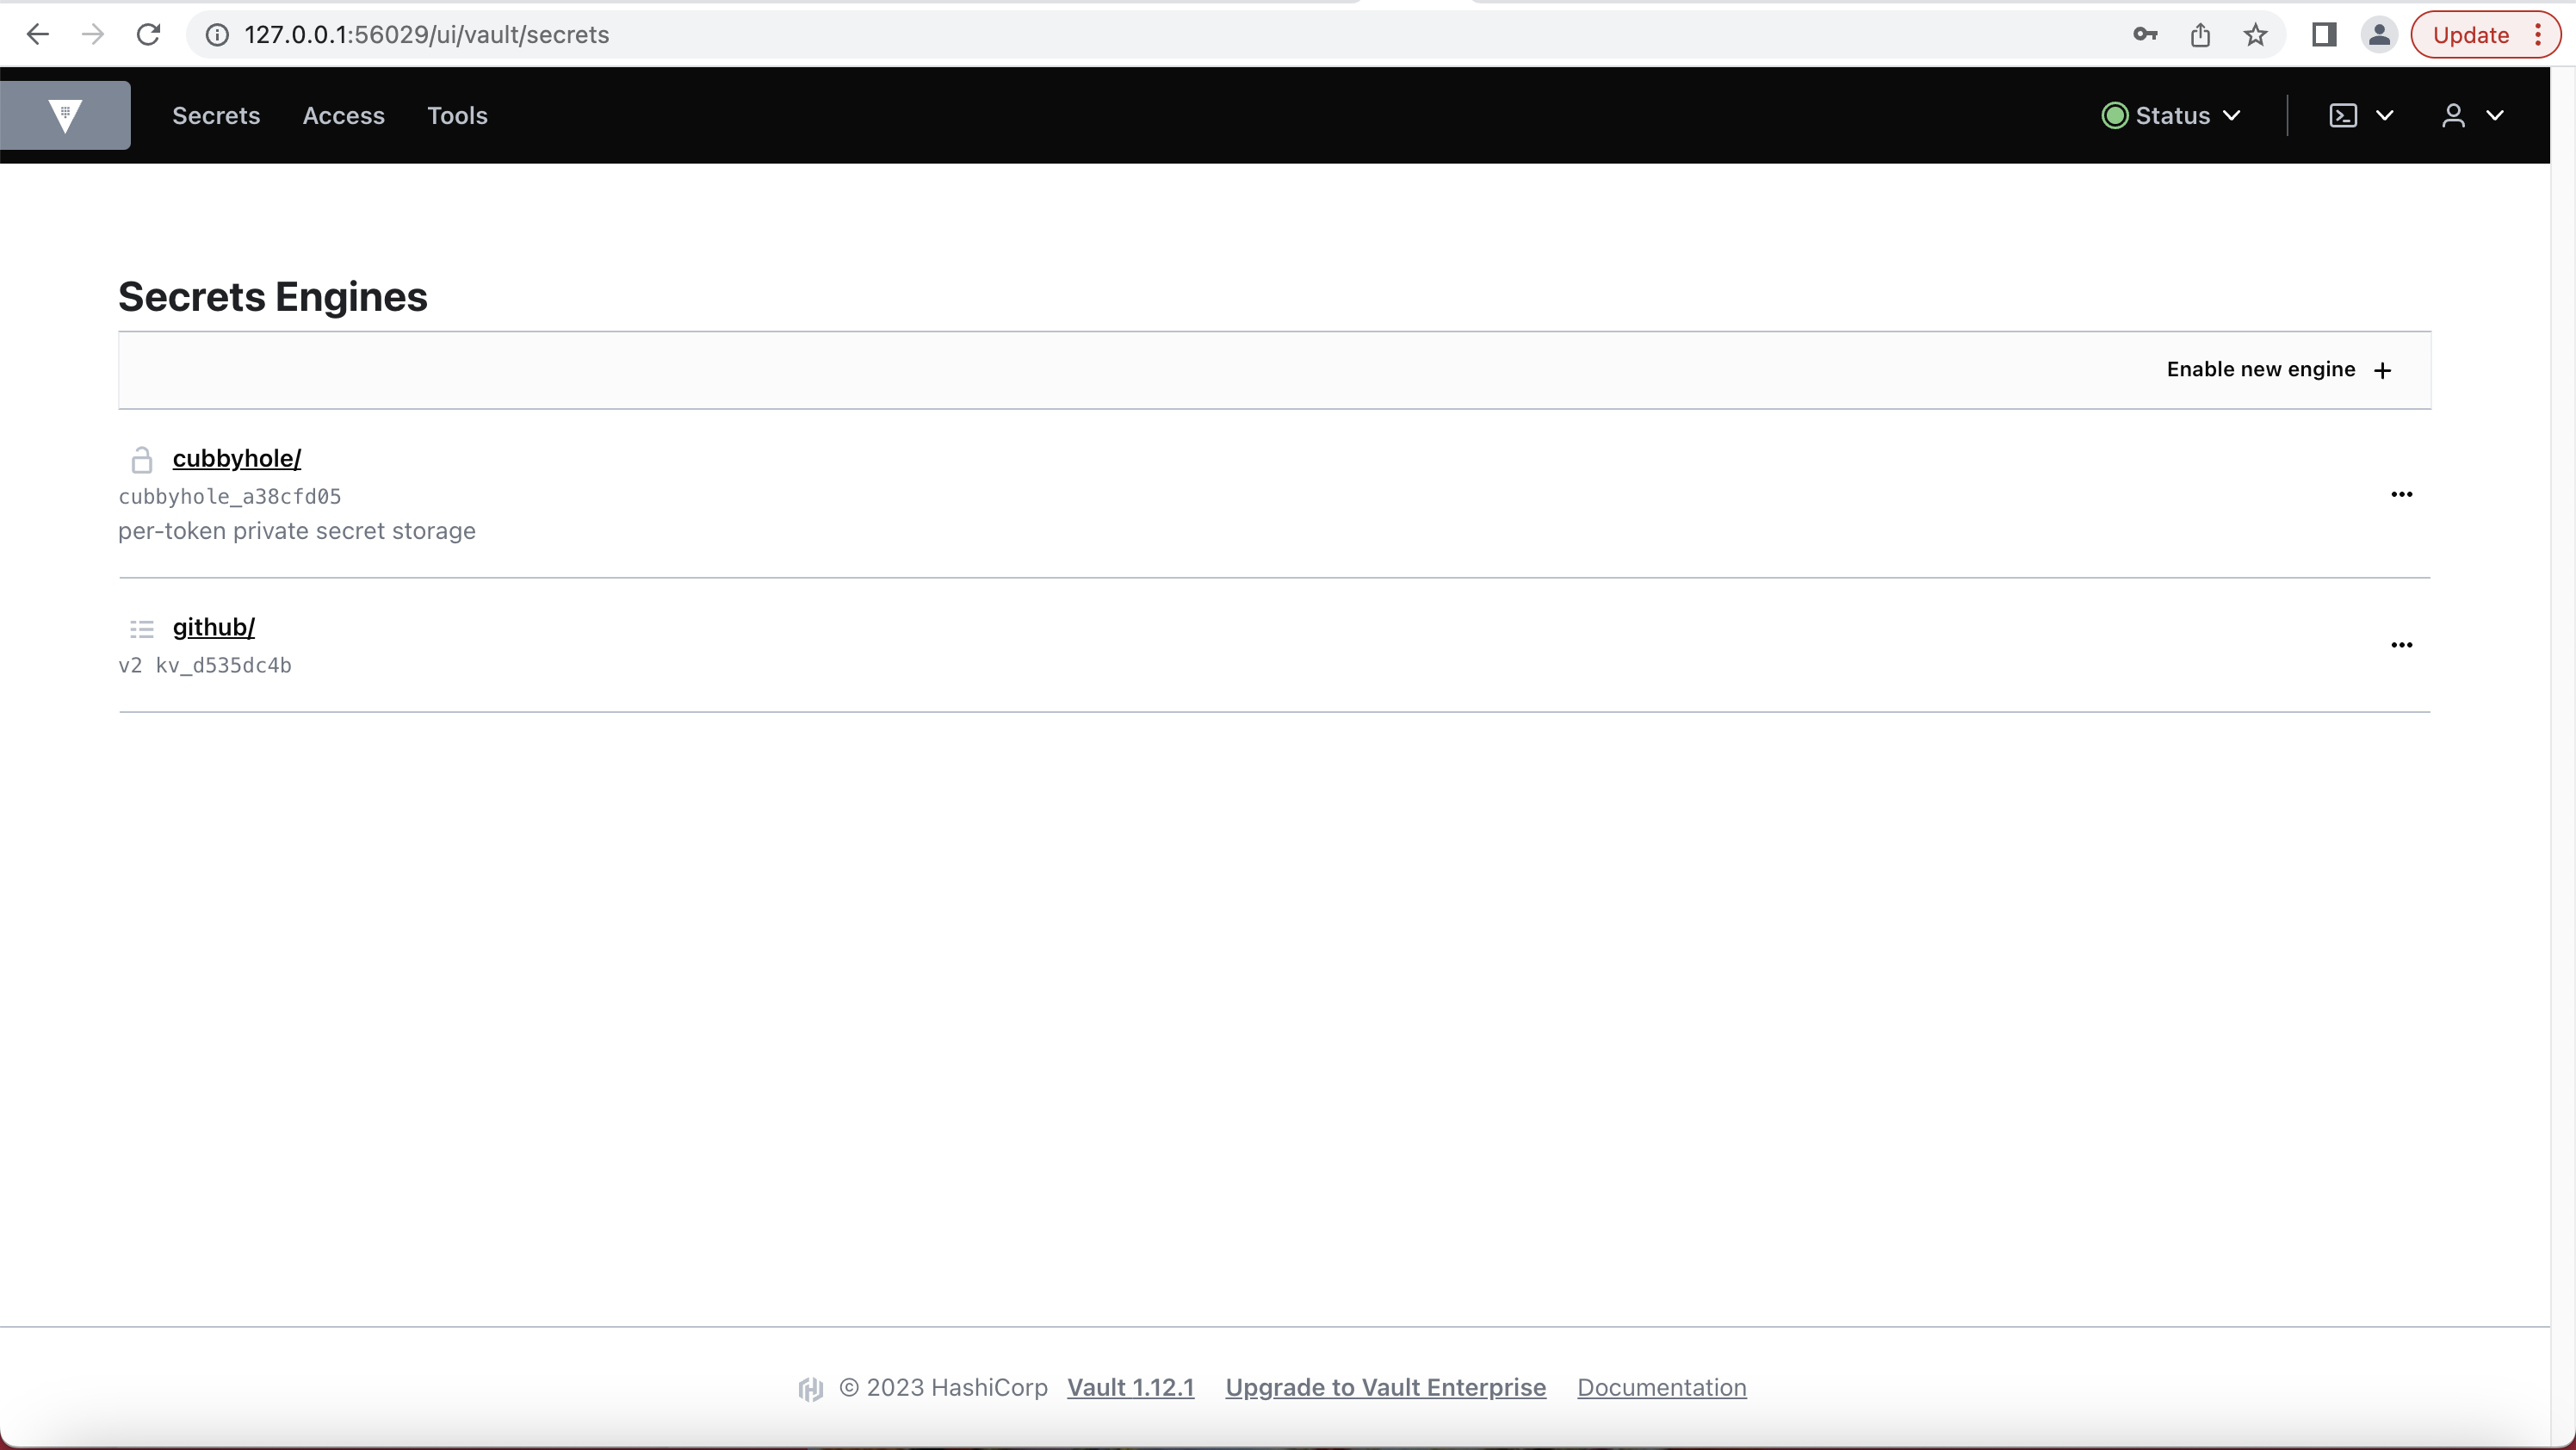 127.0.0.1:56029/ui/vault/secrets
Update
Secrets Access Tools
Status
Secrets Engines
Enable new engine +
cubbyhole/
cubbyhole_a38cfd05
per-token private secret storage
github/
v2 kv_d535dc4b
© 2023 HashiCorp Vault 1.12.1 Upgrade to Vault Enterprise Documentation